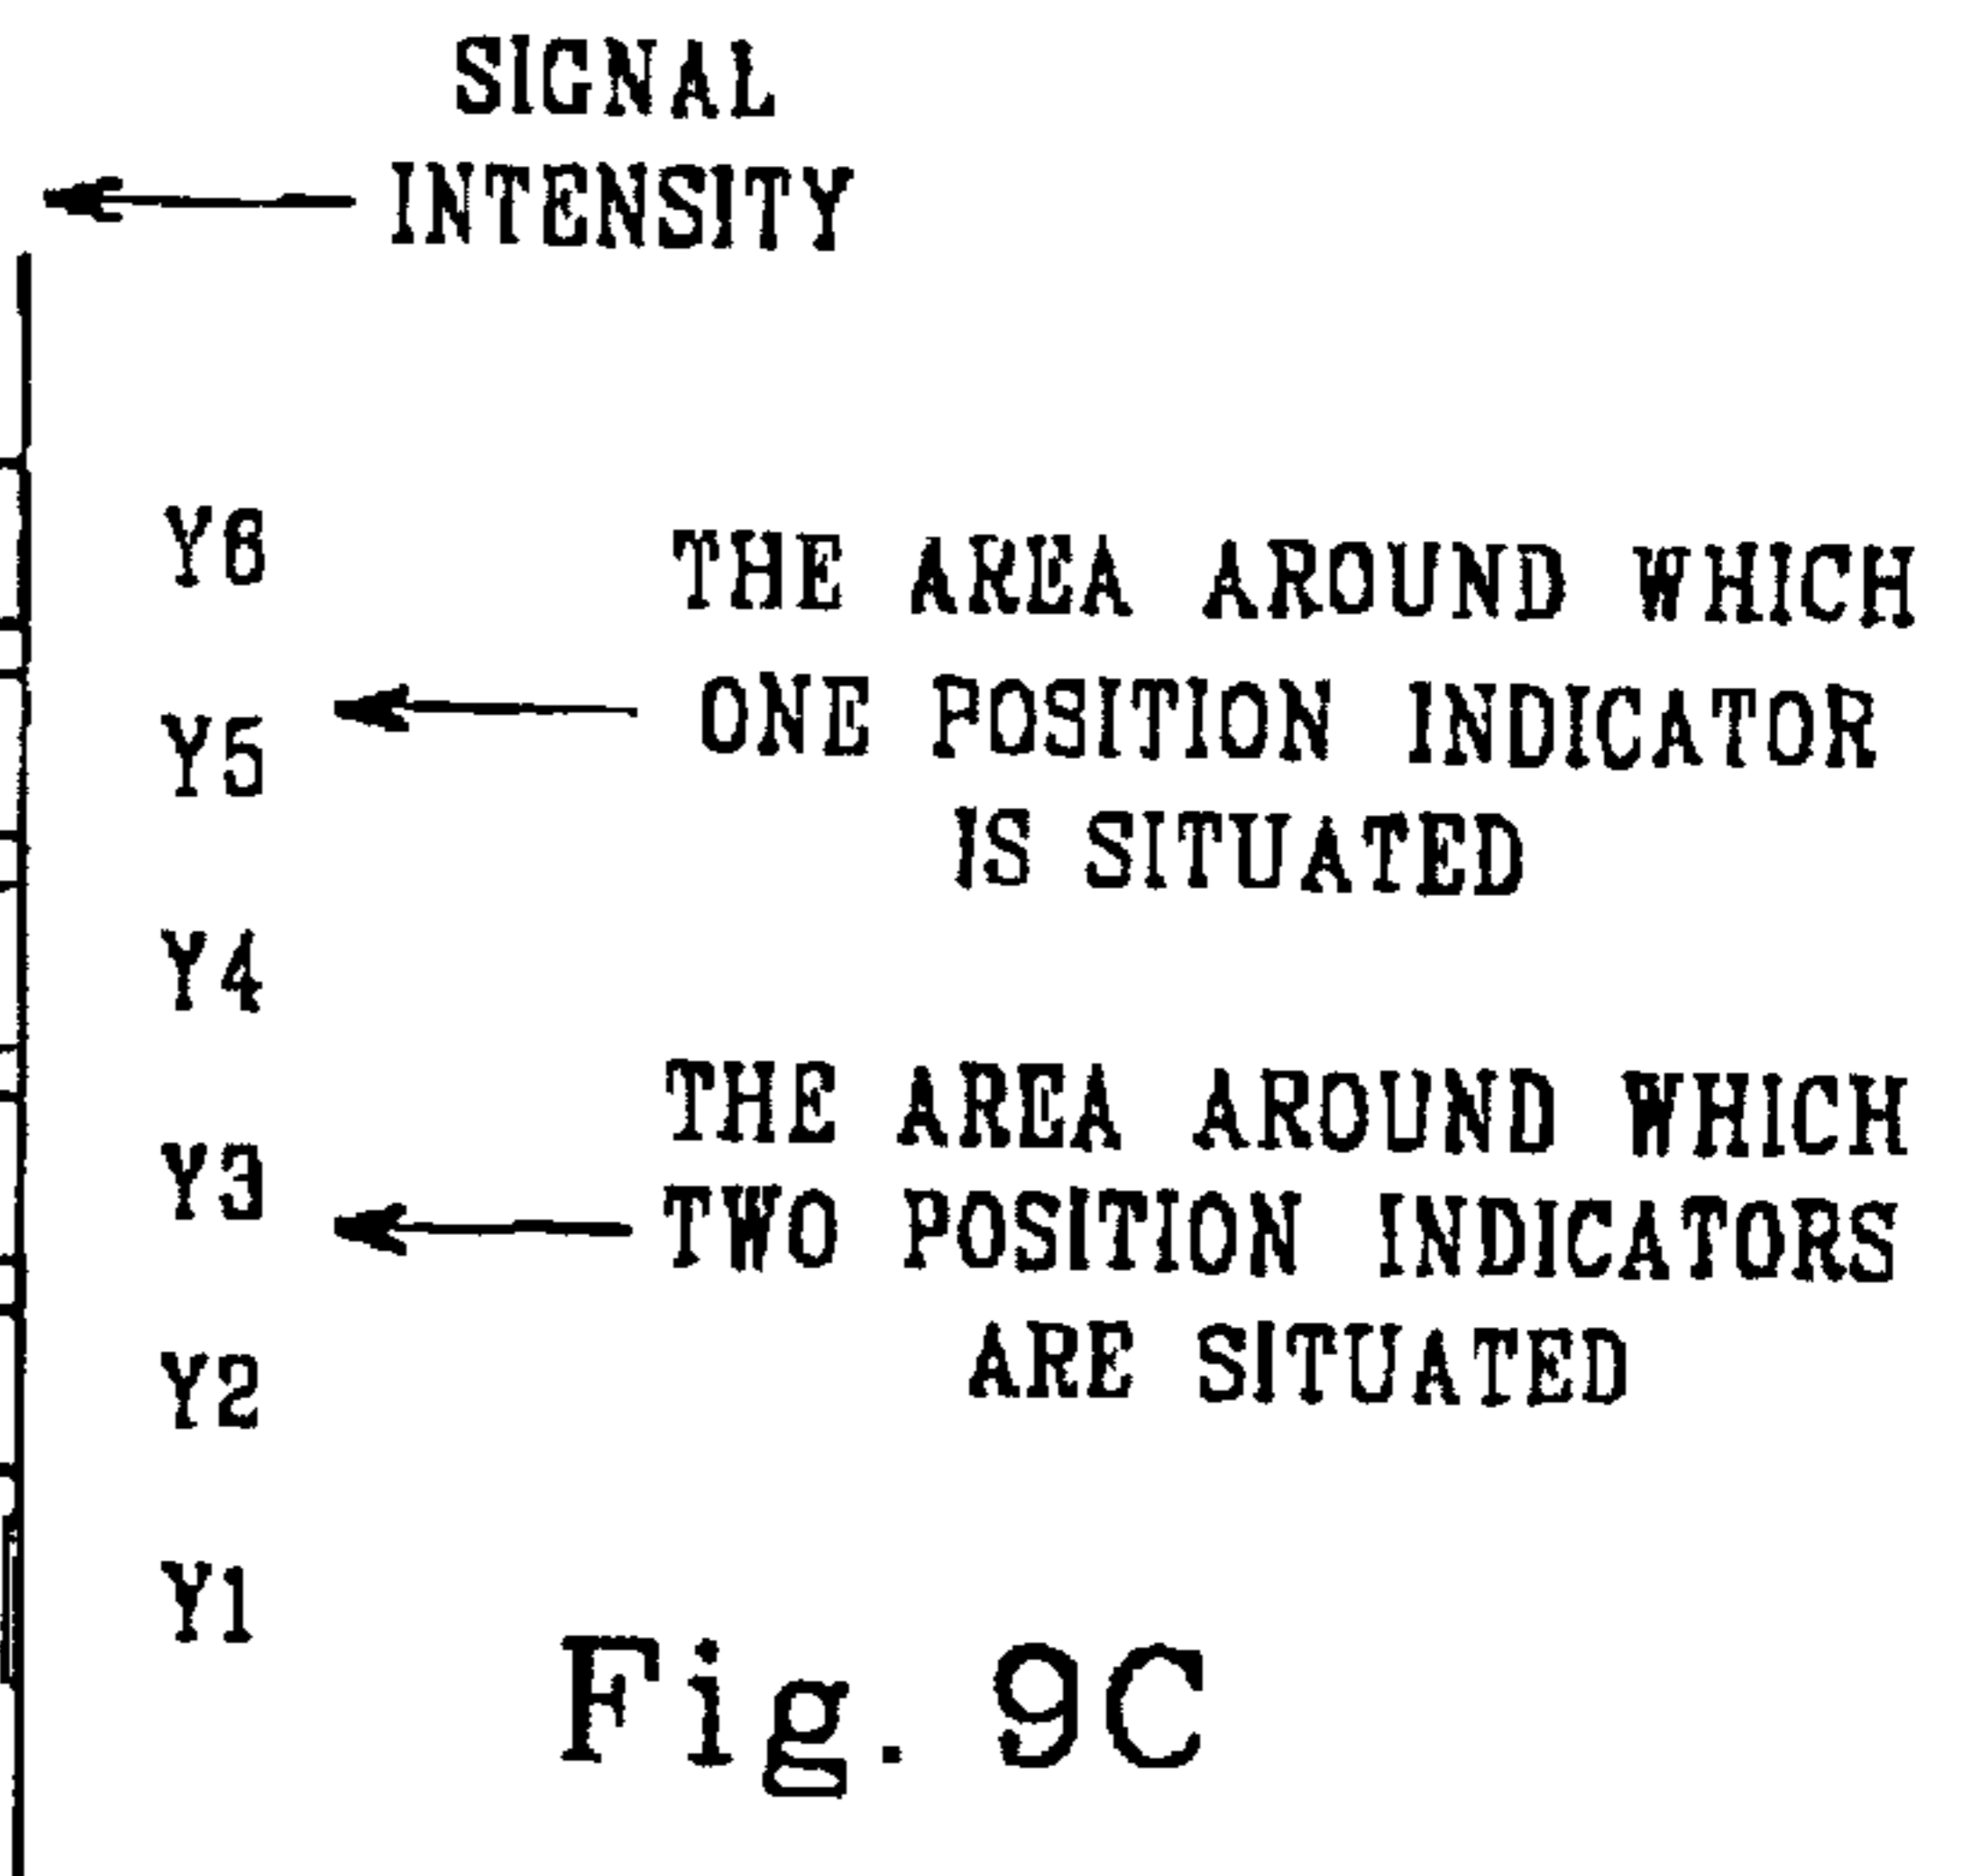 SIGNAL
INTENSITY
Y6
THE AREA AROUND WHICH
Y5
ONE POSITION INDICATOR
IS SITUATED
Y4
THE AREA AROUND WHICH
Y3
TWO POSITION INDICATORS
ARE SITUATED
Y2
Y1
Fig. 9C